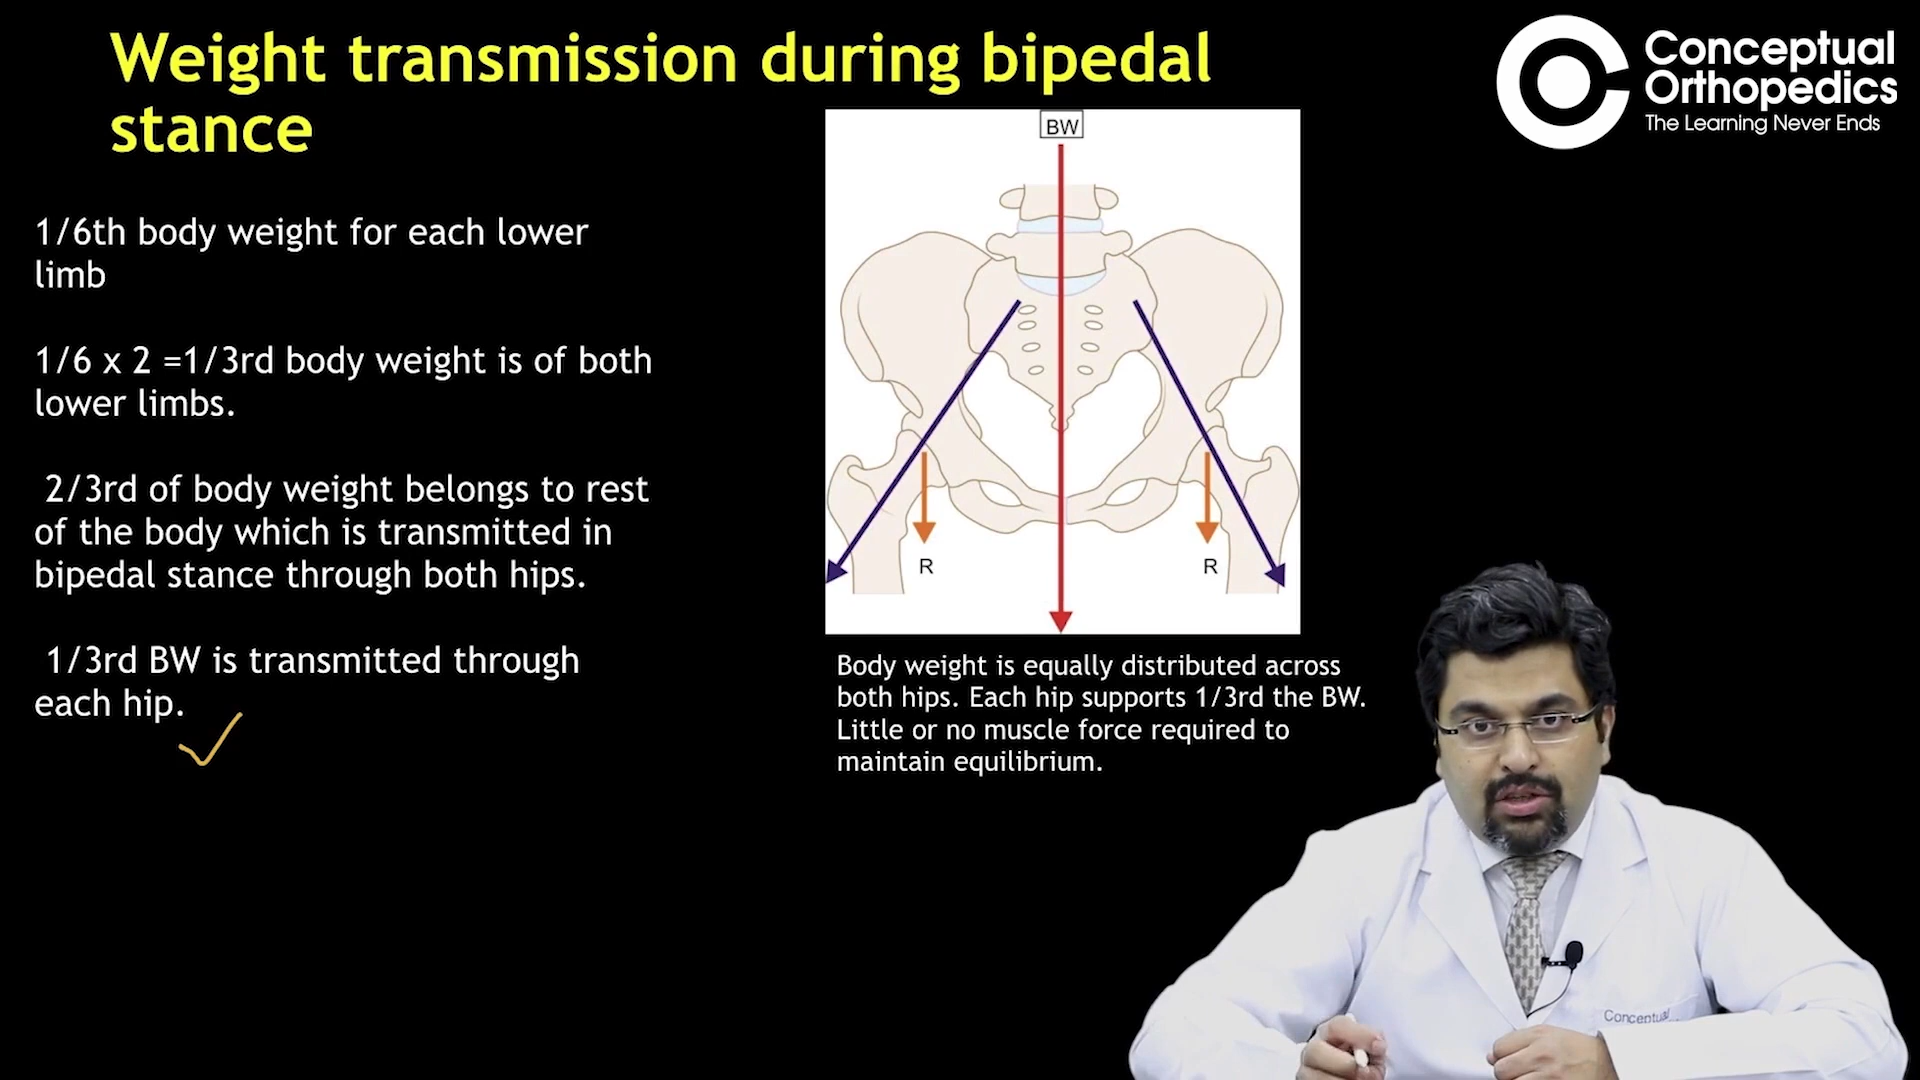 Weight transmission during bipedal
stance
Conceptual
Orthopedics
The Learning Never Ends
1/6th body weight for each lower
limb
1/6 x 2 =1/3rd body weight is of both
lower limbs.
2/3rd of body weight belongs to rest
of the body which is transmitted in
bipedal stance through both hips.
1/3rd BW is transmitted through
each hip.
BW
R
R
Body weight is equally distributed across
both hips. Each hip supports 1/3rd the BW.
Little or no muscle force required to
maintain equilibrium.
Conceptual